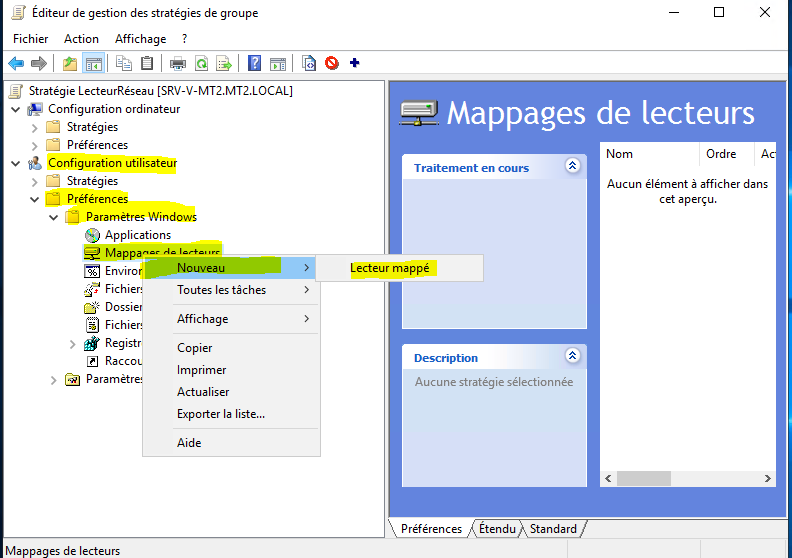 Éditeur de gestion des stratégies de groupe
Fichier Action Affichage ?
Stratégie LecteurRéseau [SRV-V-MT2.MT2.LOCAL]
Configuration ordinateur
Stratégies
Préférences
Configuration utilisateur
Stratégies
Préférences
Paramètres Windows
Applications
Mappages de lecteurs
Enviror
Fichiers
Dossier
Fichiers
Registr
Raccou
Paramètres
Nouveau
Toutes les tâches
Affichage
Copier
Imprimer
Actualiser
Exporter la liste...
Aide
Lecteur mappé
Mappages de lecteurs
Traitement en cours
Description
Aucune stratégie sélectionnée
Nom Ordre Ac
Aucun élément à afficher dans
cet aperçu.
Préférences Étendu Standard
Mappages de lecteurs